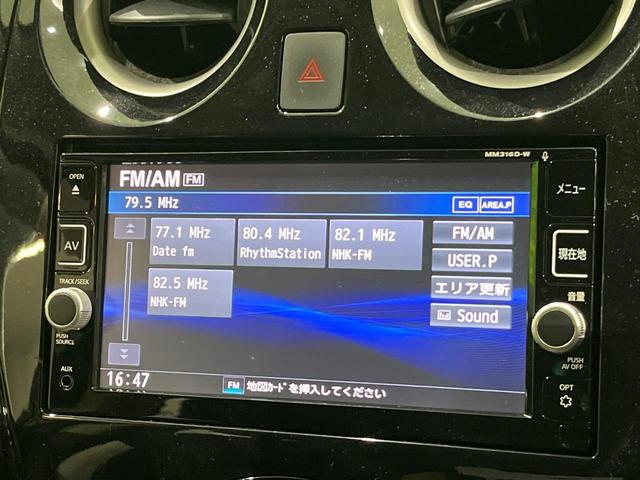 MM316D-W
OPEN
AV
TRACK/SEEK
PUSH
SOURCE
AUX
FM/AM FM
79.5 MHz
EQ AREA.P
77.1 MHz
Date fm
80.4 MHz
RhythmStation
82.1 MHz
NHK-FM
82.5 MHz
NHK-FM
FM/AM
USER.P
エリア更新
Sound
16:47
FM 地図カードを挿入してください
メニュー
現在地
音量
PUSH
AV OFF
OPT